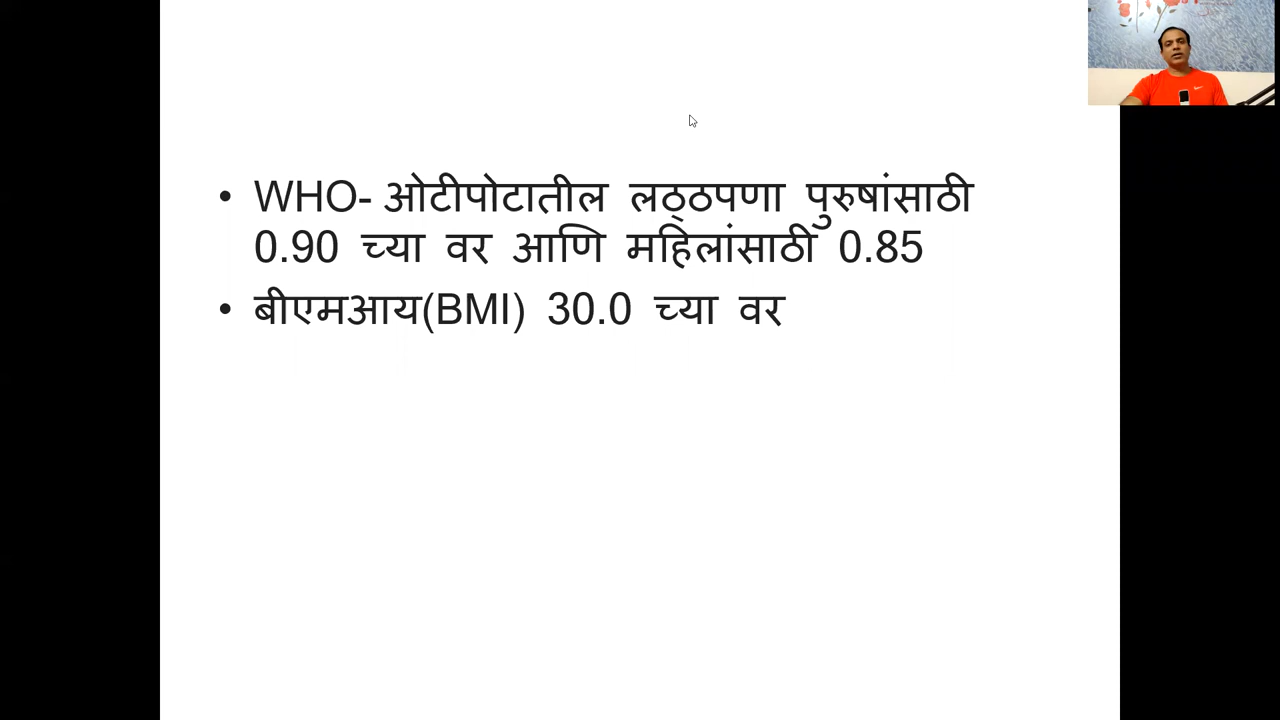 • WHO- ओटीपोटातील लठ्ठपणा पुरुषांसाठी
0.90 च्या वर आणि महिलांसाठी 0.85
• बीएमआय(BMI) 30.0 च्या वर